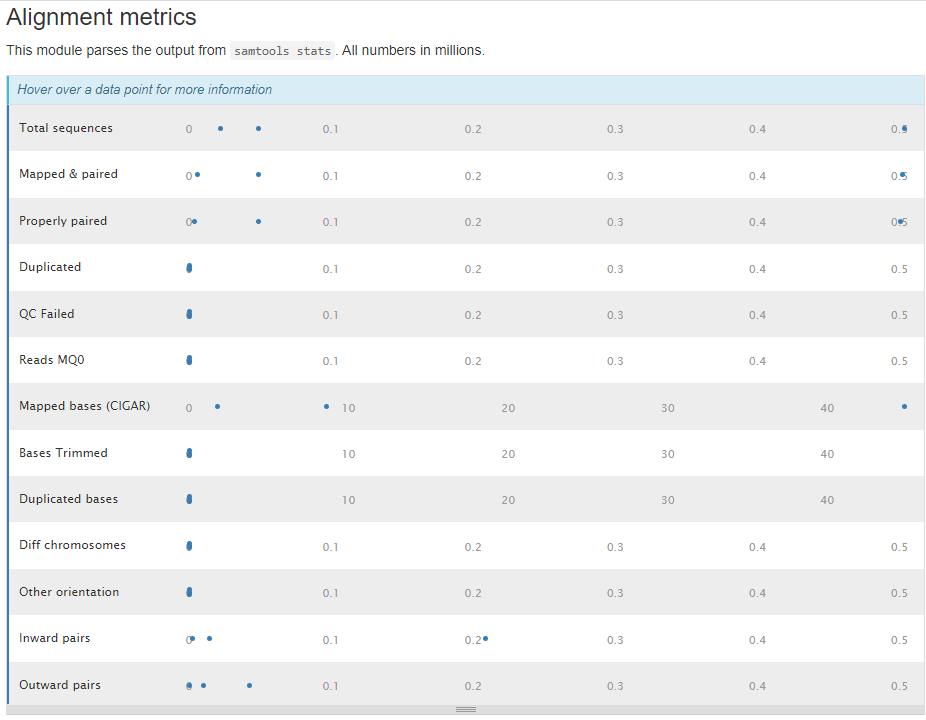 Alignment metrics
This module parses the output from samtools stats. All numbers in millions.
Hover over a data point for more information
Total sequences 0 0.1 0.2 0.3 0.4 0.5
Mapped & paired 0 0.1 0.2 0.3 0.4 0.5
Properly paired 0 0.1 0.2 0.3 0.4 0.5
Duplicated 0.1 0.2 0.3 0.4 0.5
QC Failed 0.1 0.2 0.3 0.4 0.5
Reads MQ0 0.1 0.2 0.3 0.4 0.5
Mapped bases (CIGAR) 0 10 20 30 40
Bases Trimmed 10 20 30 40
Duplicated bases 10 20 30 40
Diff chromosomes 0.1 0.2 0.3 0.4 0.5
Other orientation 0.1 0.2 0.3 0.4 0.5
Inward pairs 0 0.1 0.2 0.3 0.4 0.5
Outward pairs 0 0.1 0.2 0.3 0.4 0.5